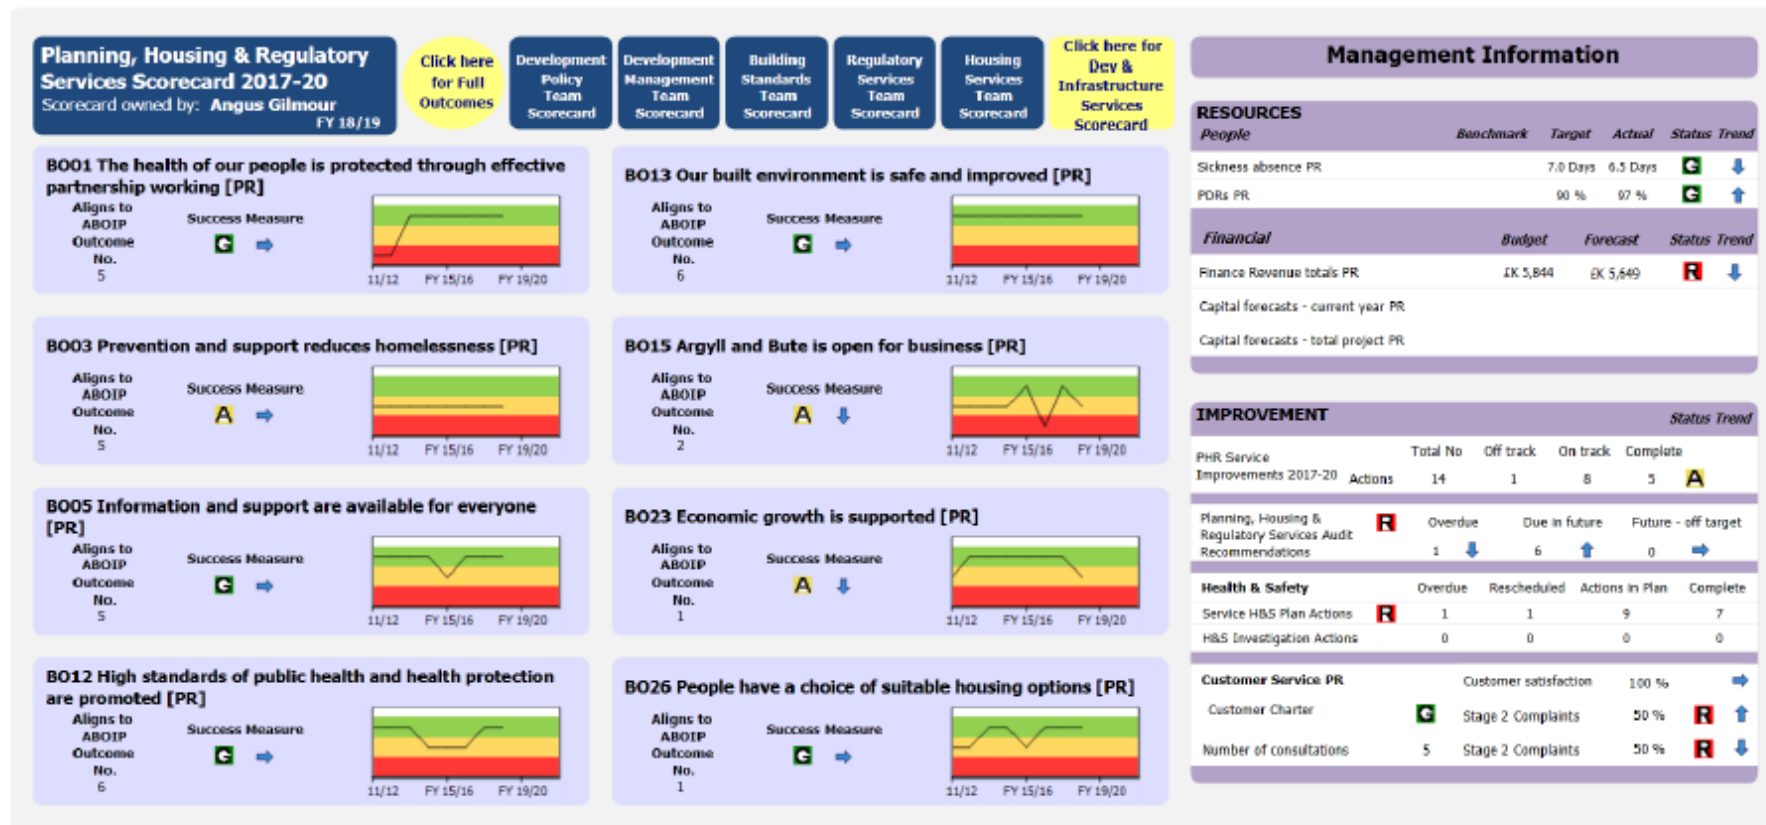 Planning, Housing & Regulatory
Services Scorecard 2017-20
Scorecard owned by: Angus Gilmour
FY 18/19
Click here
for Full
Outcomes
Development
Policy
Team
Scorecard
Development
Management
Team
Scorecard
Building
Standards
Team
Scorecard
Regulatory
Services
Team
Scorecard
Housing
Services
Team
Scorecard
Click here for
Dev &
Infrastructure
Services
Scorecard
BO01 The health of our people is protected through effective
partnership working [PR]
Aligns to
ABOIP
Outcome
No.
5
Success Measure
G
11/12 FY 15/16 FY 19/20
BO13 Our built environment is safe and improved [PR]
Aligns to
ABOIP
Outcome
No.
6
Success Measure
G
11/12 FY 15/16 FY 19/20
BO03 Prevention and support reduces homelessness [PR]
Aligns to
ABOIP
Outcome
No.
5
Success Measure
A
11/12 FY 15/16 FY 19/20
BO15 Argyll and Bute is open for business [PR]
Aligns to
ABOIP
Outcome
No.
2
Success Measure
A
11/12 FY 15/16 FY 19/20
BO05 Information and support are available for everyone
[PR]
Aligns to
ABOIP
Outcome
No.
5
Success Measure
G
11/12 FY 15/16 FY 19/20
BO23 Economic growth is supported [PR]
Aligns to
ABOIP
Outcome
No.
1
Success Measure
A
11/12 FY 15/16 FY 19/20
BO12 High standards of public health and health protection
are promoted [PR]
Aligns to
ABOIP
Outcome
No.
6
Success Measure
G
11/12 FY 15/16 FY 19/20
BO26 People have a choice of suitable housing options [PR]
Aligns to
ABOIP
Outcome
No.
1
Success Measure
G
11/12 FY 15/16 FY 19/20
Management Information
RESOURCES
People Benchmark Target Actual Status Trend
Sickness absence PR 7.0 Days 6.5 Days G
PDRs PR 90 % 97 % G
Financial Budget Forecast Status Trend
Finance Revenue totals PR £K 5,844 £K 5,649 R
Capital forecasts - current year PR
Capital forecasts - total project PR
IMPROVEMENT Status Trend
Total No Off track On track Complete
PHR Service
Improvements 2017-20 Actions 14 1 8 5 A
Planning, Housing &
Regulatory Services Audit
Recommendations
R Overdue Due in future Future - off target
1 6 0
Health & Safety Overdue Rescheduled Actions in Plan Complete
Service H&S Plan Actions R 1 1 9 7
H&S Investigation Actions 0 0 0 0
Customer Service PR Customer satisfaction 100 %
Customer Charter G Stage 2 Complaints 50 % R
Number of consultations 5 Stage 2 Complaints 50 % R